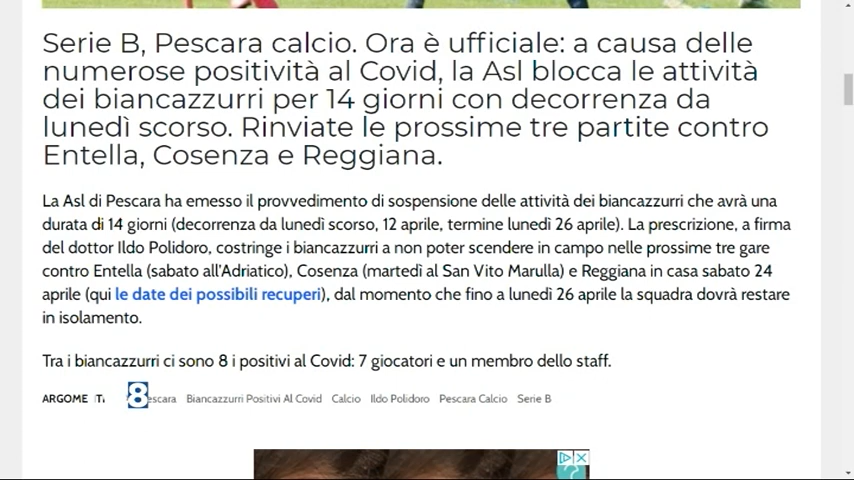 Serie B, Pescara calcio. Ora è ufficiale: a causa delle
numerose positività al Covid, la Asl blocca le attività
dei biancazzurri per 14 giorni con decorrenza da
lunedì scorso. Rinviate le prossime tre partite contro
Entella, Cosenza e Reggiana.
La Asl di Pescara ha emesso il provvedimento di sospensione delle attività dei biancazzurri che avrà una
durata di 14 giorni (decorrenza da lunedì scorso, 12 aprile, termine lunedì 26 aprile). La prescrizione, a firma
del dottor Ildo Polidoro, costringe i biancazzurri a non poter scendere in campo nelle prossime tre gare
contro Entella (sabato all'Adriatico), Cosenza (martedì al San Vito Marulla) e Reggiana in casa sabato 24
aprile (qui le date dei possibili recuperi), dal momento che fino a lunedì 26 aprile la squadra dovrà restare
in isolamento.
Tra i biancazzurri ci sono 8 i positivi al Covid: 7 giocatori e un membro dello staff.
8 escara Biancazzurri Positivi Al Covid Calcio Ildo Polidoro Pescara Calcio Serie B